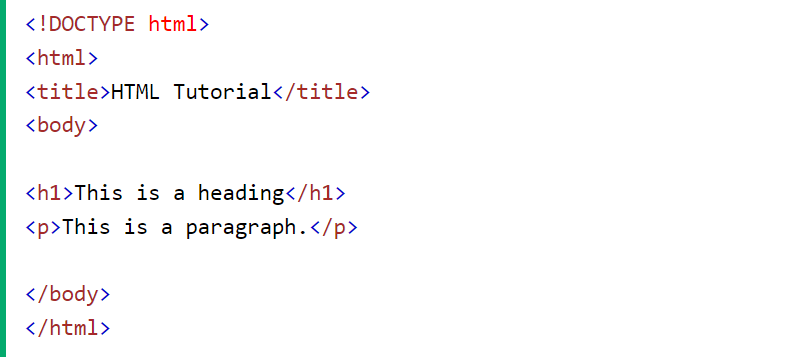 <!DOCTYPE html>
<html>
<title>HTML Tutorial</title>
<body>

<h1>This is a heading</h1>
<p>This is a paragraph.</p>

</body>
</html>